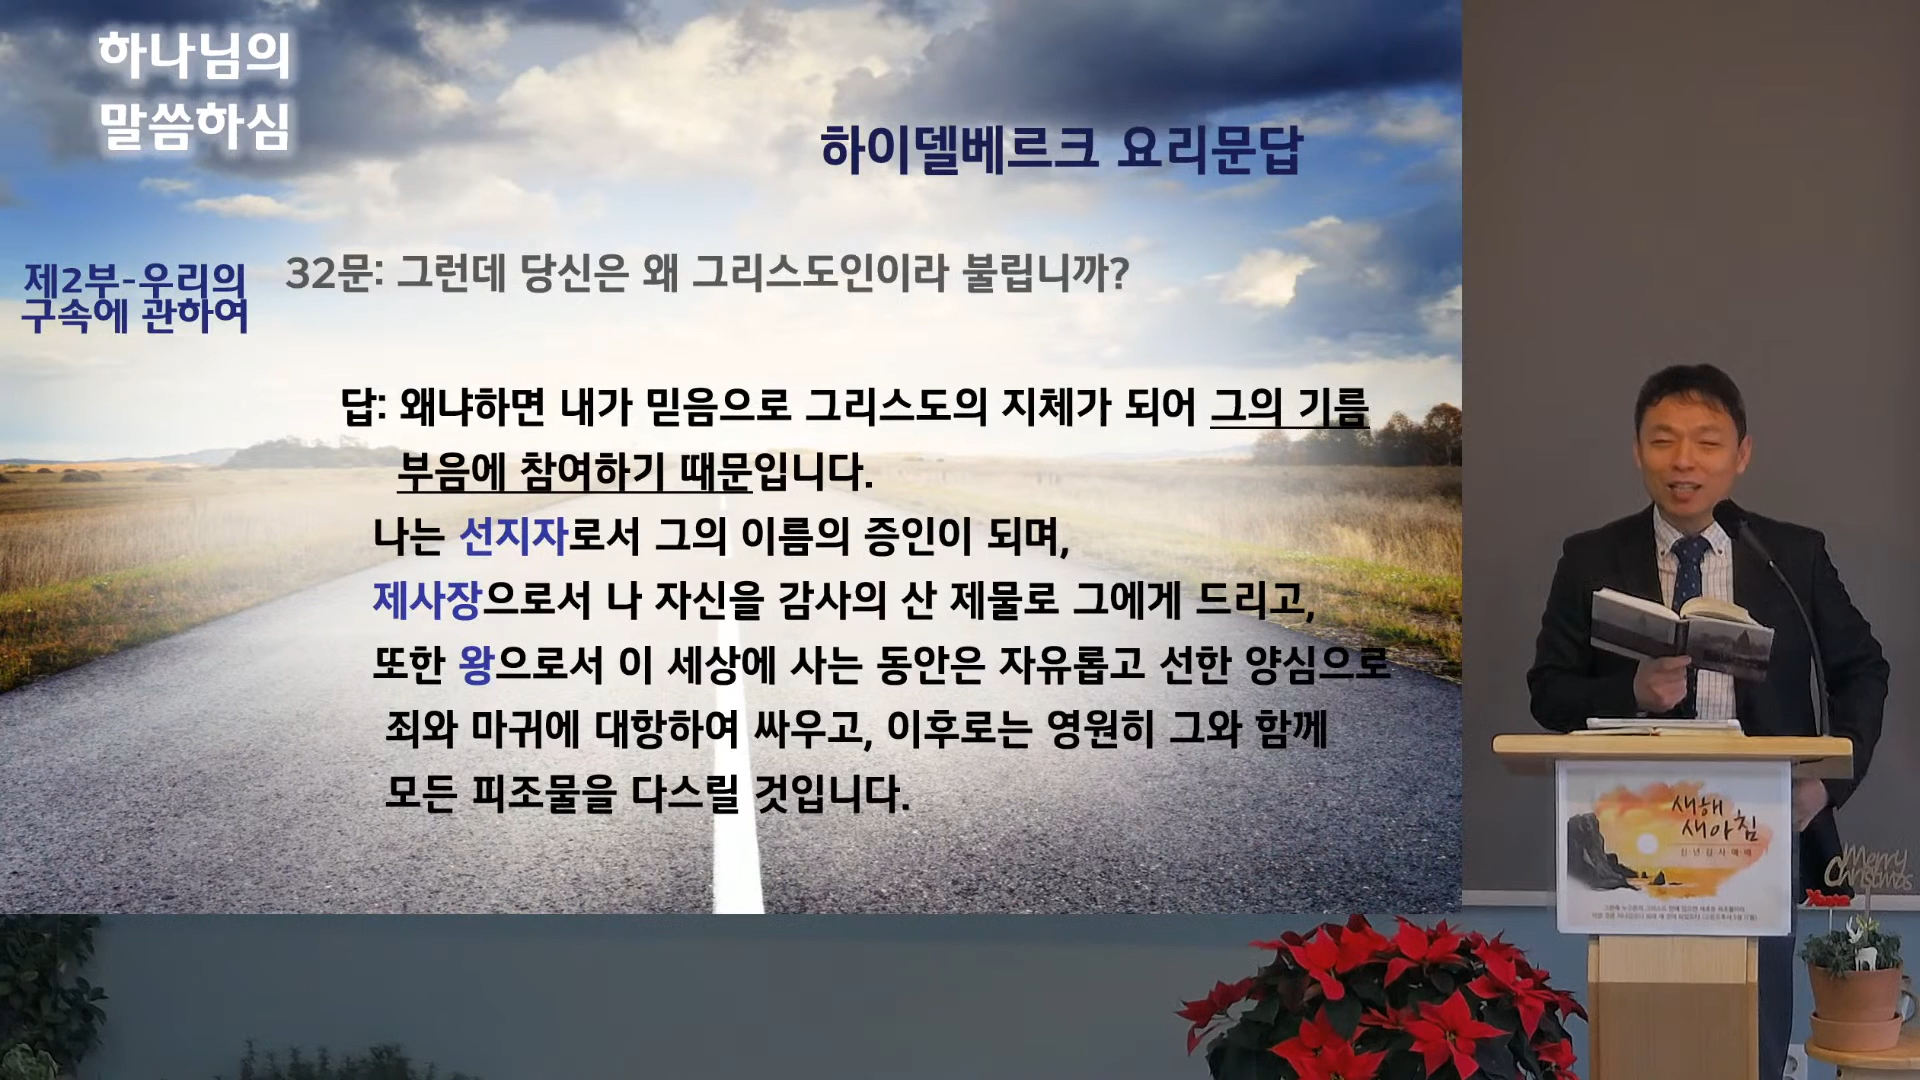 하나님의
말씀하심
하이델베르크 요리문답
제2부-우리의
구속에 관하여
32문: 그런데 당신은 왜 그리스도인이라 불립니까?
답: 왜냐하면 내가 믿음으로 그리스도의 지체가 되어 그의 기름
부음에 참여하기 때문입니다.
나는 선지자로서 그의 이름의 증인이 되며,
제사장으로서 나 자신을 감사의 산 제물로 그에게 드리고,
또한 왕으로서 이 세상에 사는 동안은 자유롭고 선한 양심으로
죄와 마귀에 대항하여 싸우고, 이후로는 영원히 그와 함께
모든 피조물을 다스릴 것입니다.
새해
새아침
신년감사예배
Merry
Christmas